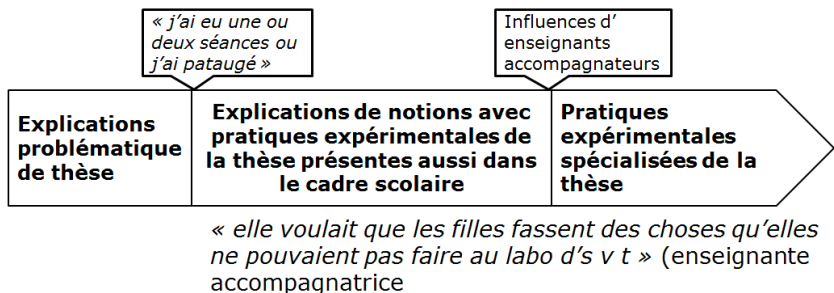 « j’ai eu une ou
deux séances ou
j’ai pataugé »
Influences d’
enseignants
accompagnateurs
Explications
problématique
de thèse
Explications de notions avec
pratiques expérimentales de
la thèse présentes aussi dans
le cadre scolaire
Pratiques
expérimentales
spécialisées de la
thèse
« elle voulait que les filles fassent des choses qu’elles
ne pouvaient pas faire au labo d’s v t » (enseignante
accompagnatrice